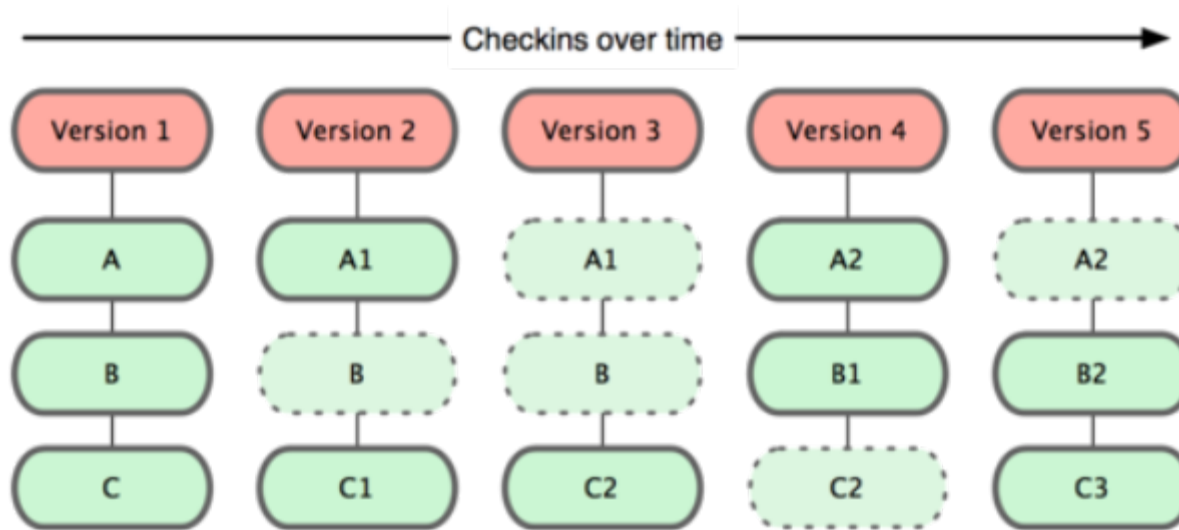 Checkins over time
Version 1 Version 2 Version 3 Version 4 Version 5
A A1 A1 A2 A2
B B B B1 B2
C C1 C2 C2 C3